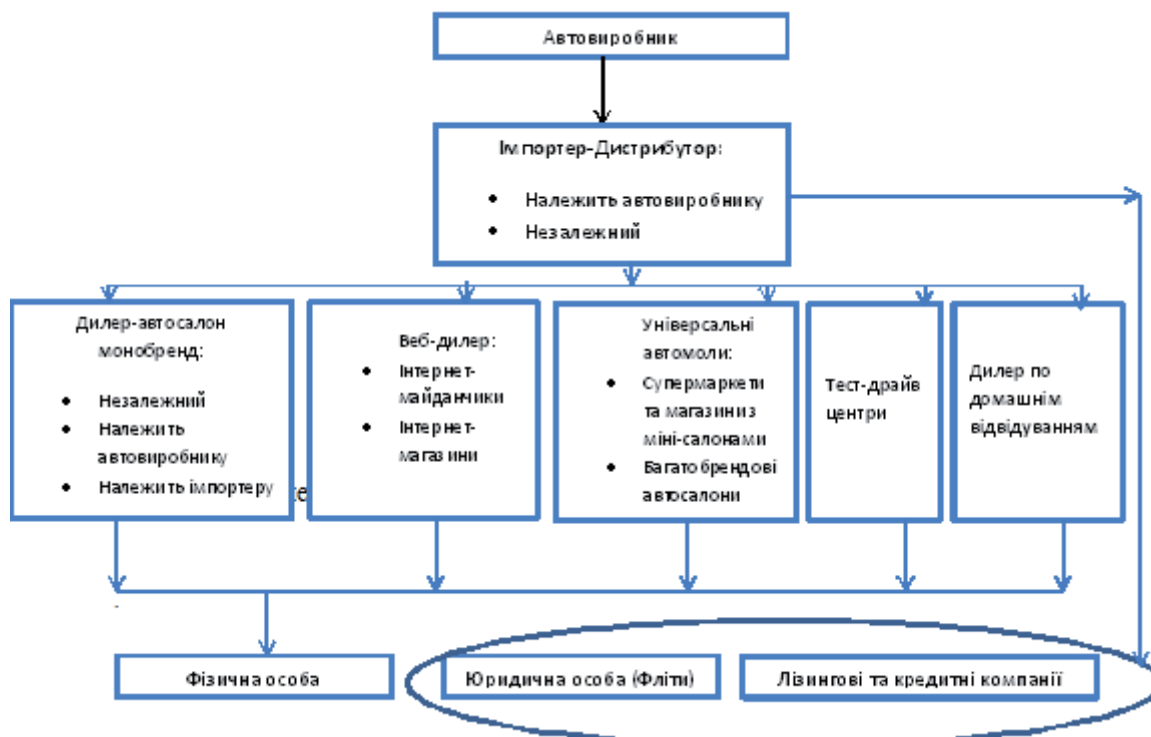 Автовиробник
Імпортер-Дистрибутор:
• Належить автовиробнику
• Незалежний
Дилер-автосалон
монобренд:
• Незалежний
• Належить
автовиробнику
• Належить імпортеру
Веб-дилер:
• Інтернет-
майданчики
• Інтернет-
магазини
Універсальні
автомоли:
• Супермаркети
та магазини з
міні-салонами
• Багатобрендові
автосалони
Тест-драйв
центри
Дилер по
домашнім
відвідуванням
Фізична особа
Юридична особа (Фліти)
Лізингові та кредитні компанії